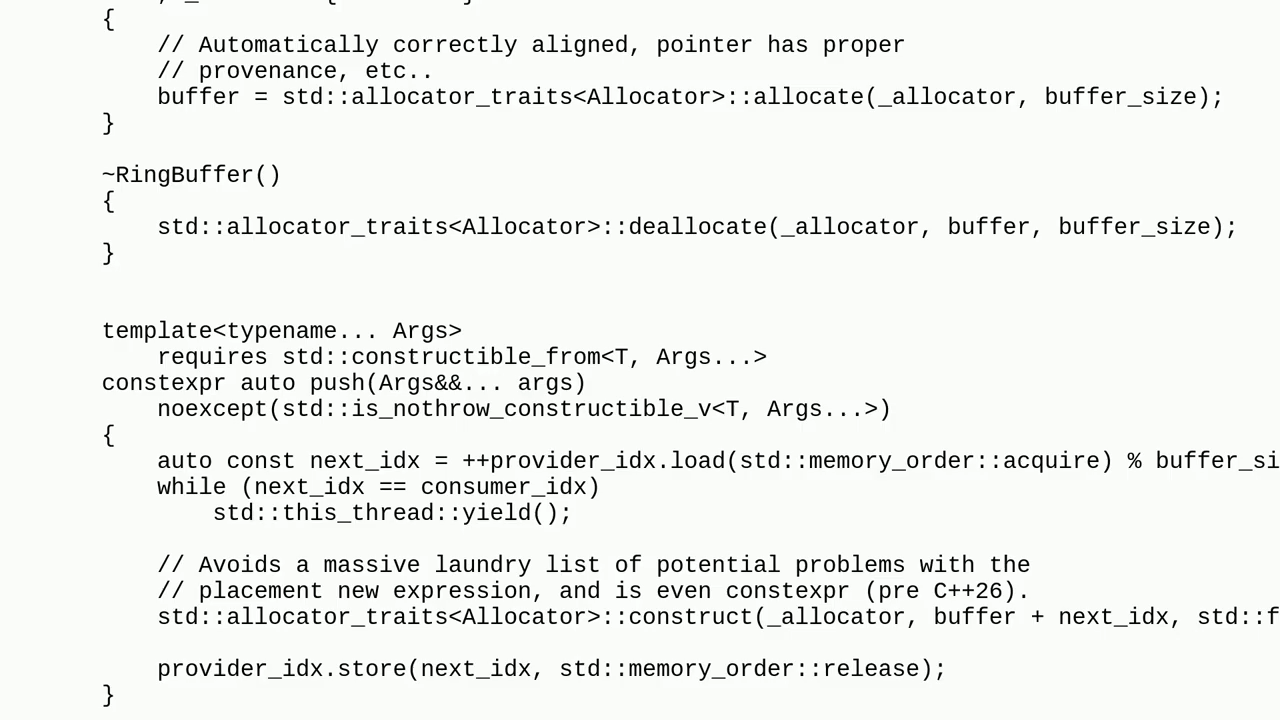 {
// Automatically correctly aligned, pointer has proper
// provenance, etc..
buffer = std::allocator_traits<Allocator>::allocate(_allocator, buffer_size);
}
~RingBuffer()
{
std::allocator_traits<Allocator>::deallocate(_allocator, buffer, buffer_size);
}
template<typename... Args>
requires std::constructible_from<T, Args...>
constexpr auto push(Args&&... args)
noexcept(std::is_nothrow_constructible_v<T, Args...>)
{
auto const next_idx = ++provider_idx.load(std::memory_order::acquire) % buffer_si
while (next_idx == consumer_idx)
std::this_thread::yield();
// Avoids a massive laundry list of potential problems with the
// placement new expression, and is even constexpr (pre C++26).
std::allocator_traits<Allocator>::construct(_allocator, buffer + next_idx, std::f
provider_idx.store(next_idx, std::memory_order::release);
}